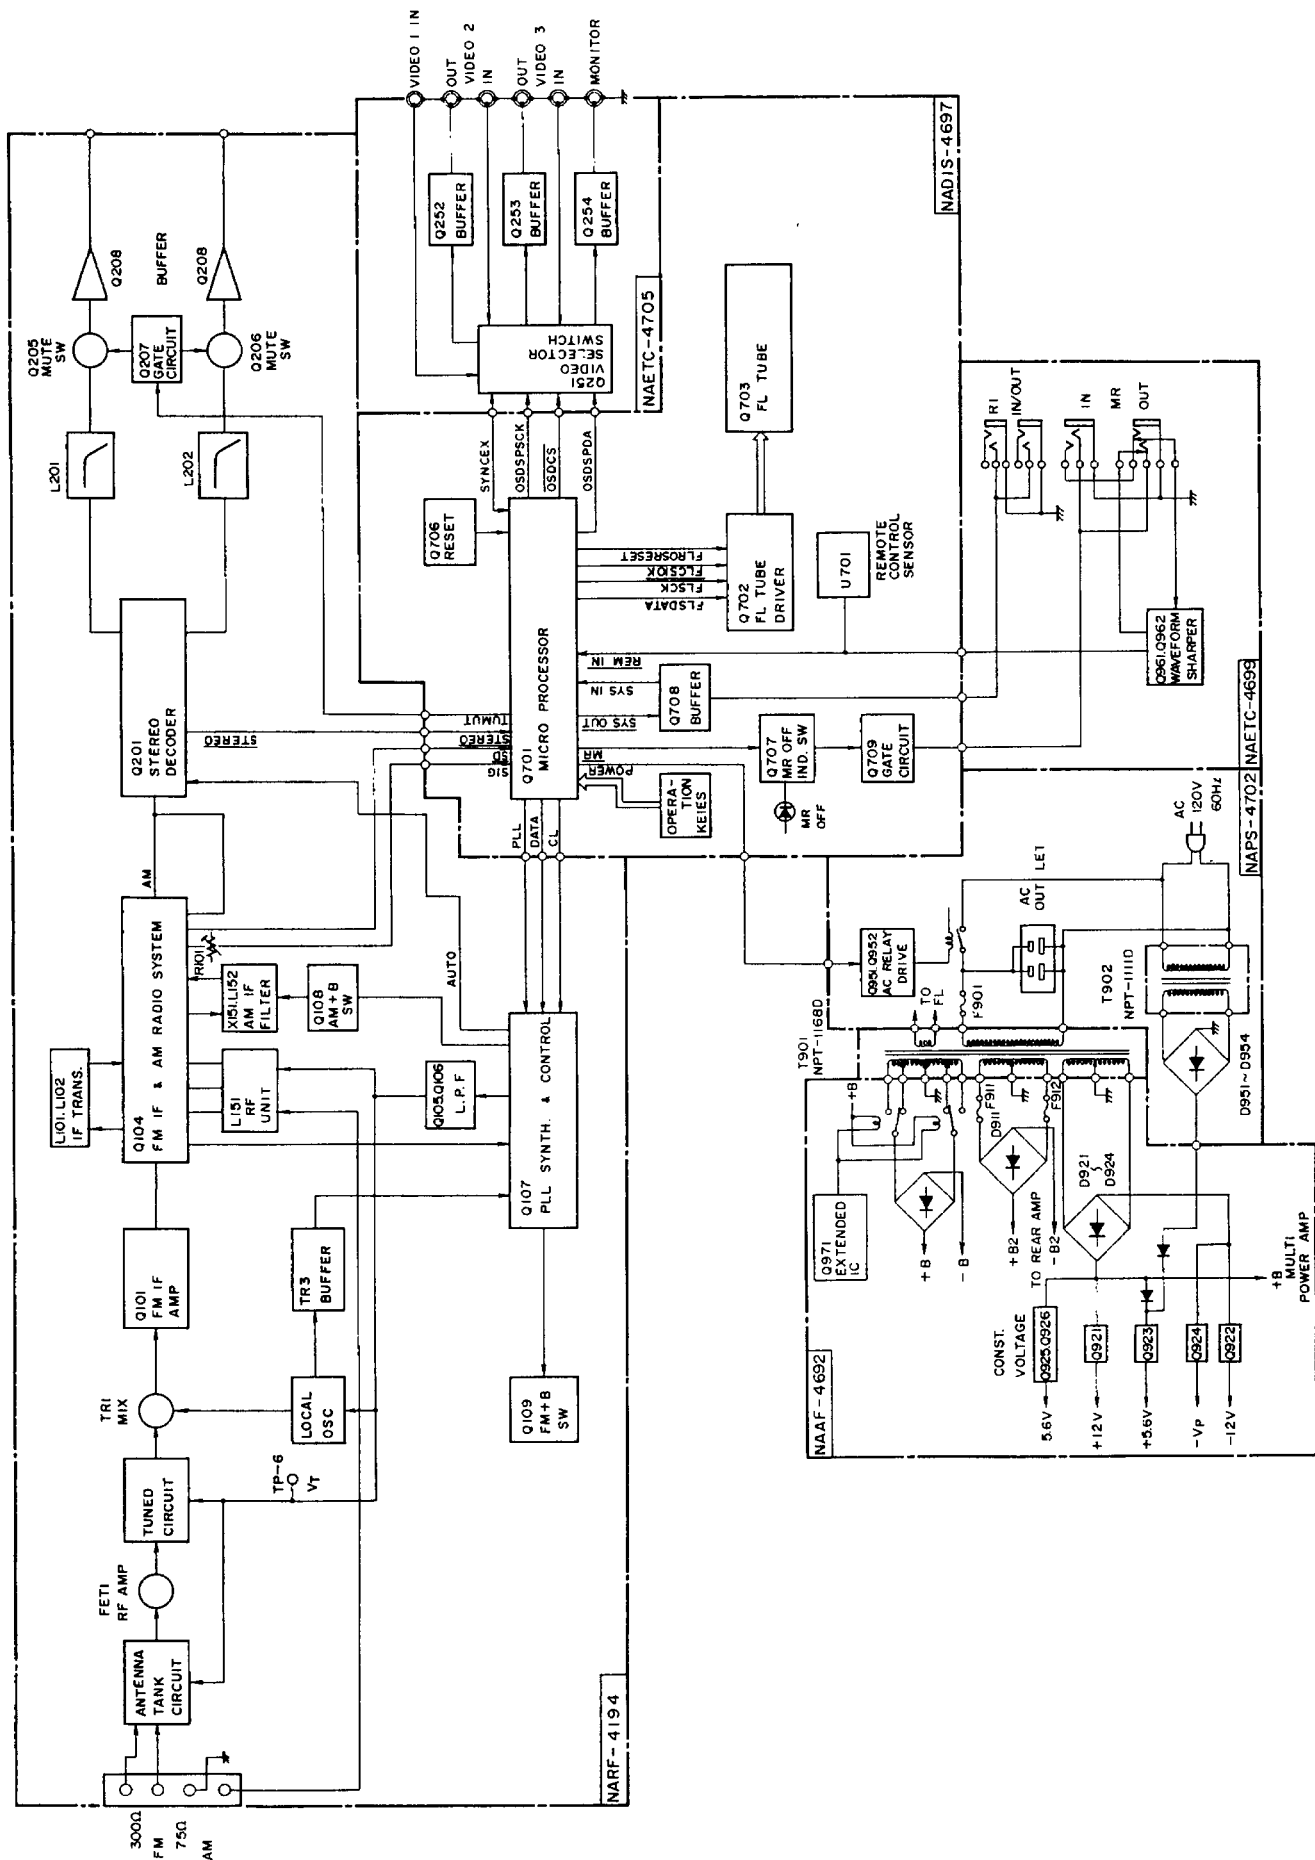 300Ω
FM
75Ω
AM
ANTENNA
TANK
CIRCUIT
FET1
RF AMP
TUNED
CIRCUIT
TR1
MIX
Q101
FM IF
AMP
L101.L102
IF TRANS.
Q104
FM IF & AM RADIO SYSTEM
AM
Q201
STEREO
DECODER
L201
L202
Q205
MUTE
SW
Q207
GATE
CIRCUIT
Q206
MUTE
SW
Q208
BUFFER
Q208
TP-6
VT
LOCAL
OSC
TR3
BUFFER
L151
RF
UNIT
X151.L152
AM IF
FILTER
R101
Q108
AM+B
SW
Q105.Q106
L.P.F
AUTO
STEREO
Q109
FM+B
SW
Q107
PLL SYNTH. & CONTROL
NARF-4194
PLL
DATA
CL
SIG
SD
STEREO
TUMUT
Q701
MICRO PROCESSOR
Q706
RESET
SYNCEX
OSDSPSCK
OSDCS
OSDSPDA
Q251
VIDEO
SELECTOR
SWITCH
Q252
BUFFER
Q253
BUFFER
Q254
BUFFER
VIDEO 1 IN
OUT
VIDEO 2
IN
OUT
VIDEO 3
IN
MONITOR
NAETC-4705
POWER
MR
SYS OUT
SYS IN
REM IN
FLSDATA
FLSCK
FLCSIOK
FLROSRESET
OPERA-
TION
KEIES
Q707
MR OFF
IND. SW
MR
OFF
Q709
GATE
CIRCUIT
Q708
BUFFER
Q702
FL TUBE
DRIVER
Q703
FL TUBE
U701
REMOTE
CONTROL
SENSOR
NADIS-4697
RI
IN/OUT
IN
MR
OUT
Q961.Q962
WAVEFORM
SHARPER
NAETC-4699
NAPS-4702
Q951.Q952
AC RELAY
DRIVE
TO
FL
F901
AC
OUT LET
AC
120V
60Hz
T902
NPT-1111D
D951~D954
T901
NPT-1168D
+B
Q971
EXTENDED
IC
+B
-B
D911
F911
F912
+B2
TO REAR AMP
-B2
D921
~
D924
NAAF-4692
CONST.
VOLTAGE
Q925.Q926
Q921
Q923
Q924
Q922
5.6V
+12V
+5.6V
-VP
-12V
+B
MULTI
POWER AMP